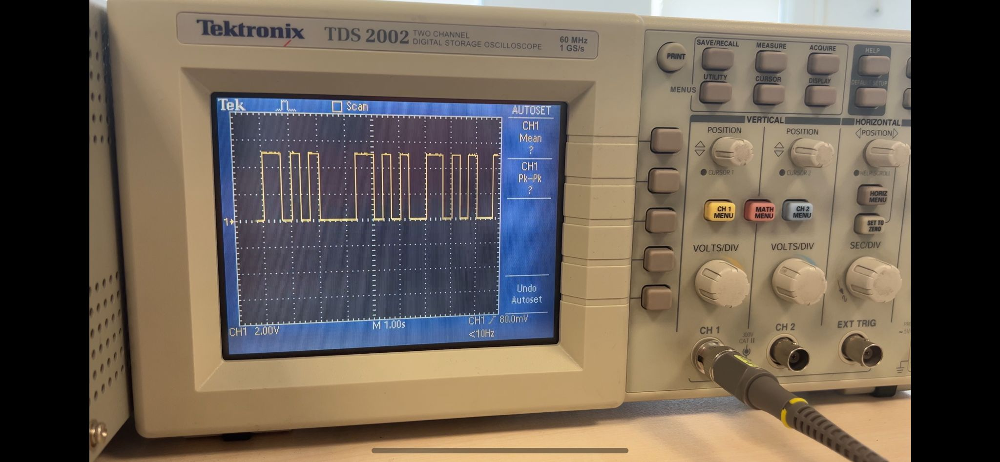 Tektronix TDS 2002 TWO CHANNEL DIGITAL STORAGE OSCILLOSCOPE 60 MHz 1 GS/s
Tek Scan
AUTOSET
CH1
Mean
?
CH1
Pk-Pk
?
Undo
Autoset
1
CH1 2.00V
M 1.00s
CH1 80.0mV
<10Hz
PRINT
SAVE/RECALL MEASURE ACQUIRE
HELP
UTILITY CURSOR DISPLAY
DEFAULT SETUP
MENUS
VERTICAL
HORIZONTAL
POSITION POSITION POSITION
CURSOR 1 CURSOR 2 HELP SCROLL
CH 1
MENU
MATH
MENU
CH 2
MENU
HORIZ
MENU
SET TO
ZERO
VOLTS/DIV VOLTS/DIV SEC/DIV
CH 1 CH 2 EXT TRIG
300V
CAT II